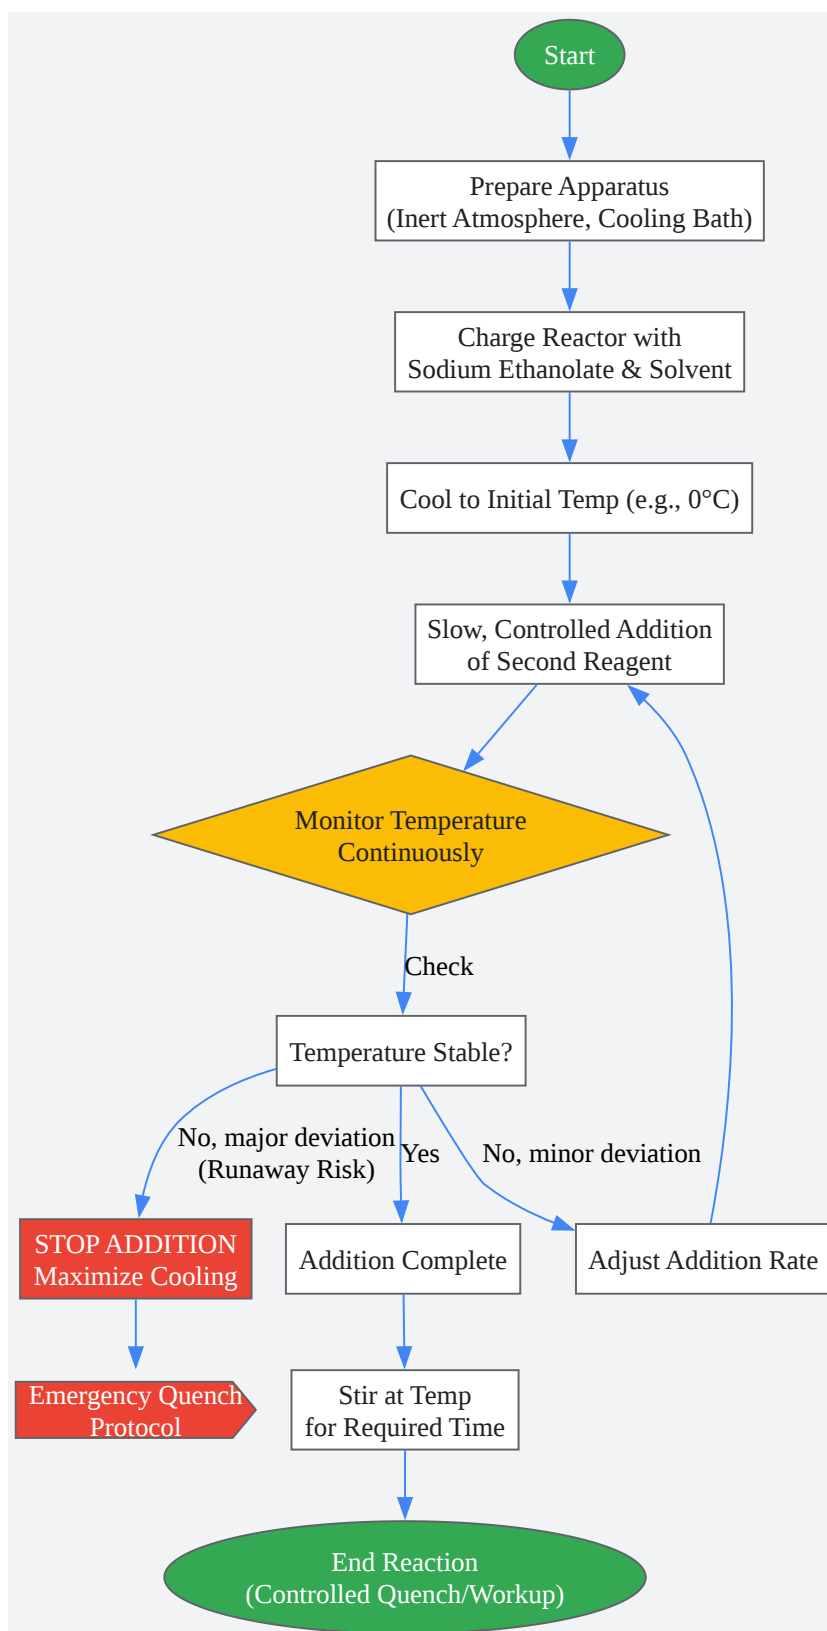 Start
Prepare Apparatus
(Inert Atmosphere, Cooling Bath)
Charge Reactor with
Sodium Ethanolate & Solvent
Cool to Initial Temp (e.g., 0°C)
Slow, Controlled Addition
of Second Reagent
Monitor Temperature
Continuously
Check
Temperature Stable?
No, major deviation
(Runaway Risk)
Yes
No, minor deviation
STOP ADDITION
Maximize Cooling
Addition Complete
Adjust Addition Rate
Emergency Quench
Protocol
Stir at Temp
for Required Time
End Reaction
(Controlled Quench/Workup)